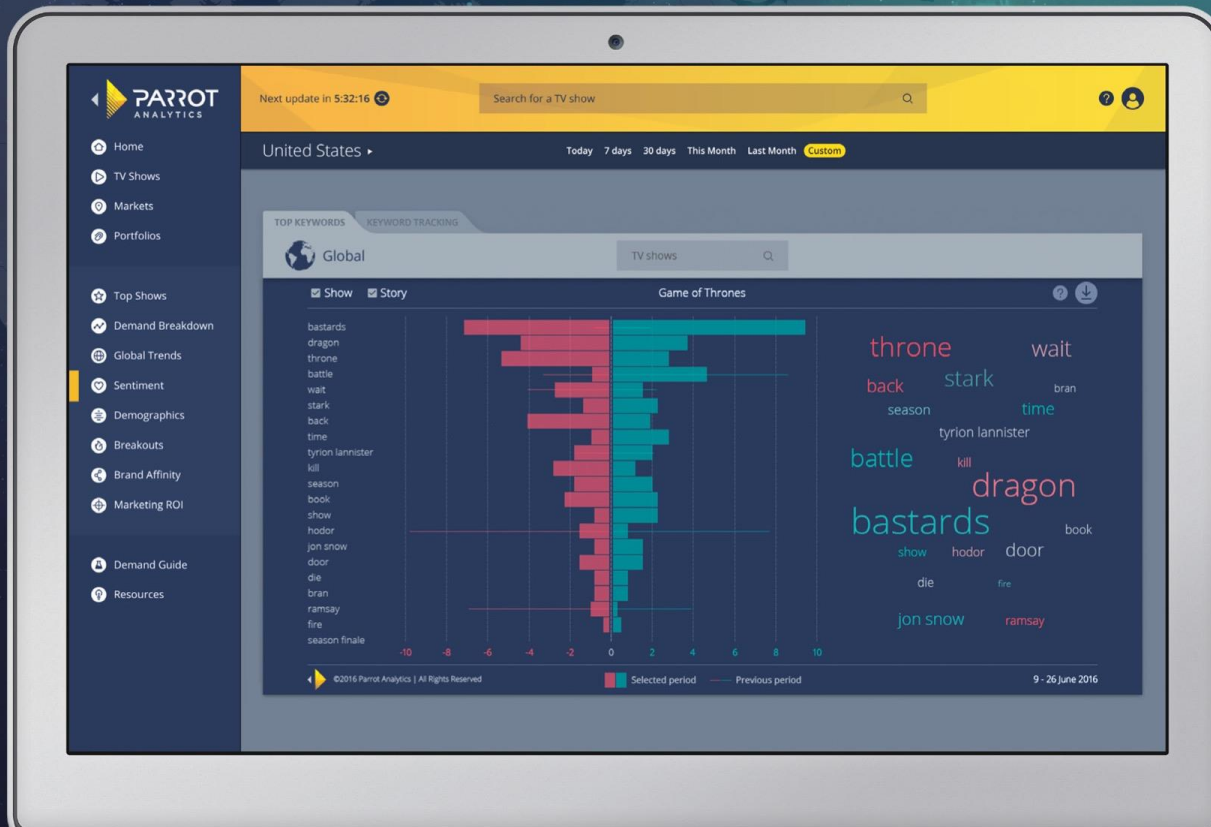 PARROT
ANALYTICS
Home
TV Shows
Markets
Portfolios
Top Shows
Demand Breakdown
Global Trends
Sentiment
Demographics
Breakouts
Brand Affinity
Marketing ROI
Demand Guide
Resources
Next update in 5:32:16
Search for a TV show
?
United States
Today 7 days 30 days This Month Last Month Custom
TOP KEYWORDS KEYWORD TRACKING
Global
TV shows
Show Story
Game of Thrones
?
bastards
dragon
throne
battle
wait
stark
back
time
tyrion lannister
kill
season
book
show
hodor
jon snow
door
die
bran
ramsay
fire
season finale
-10 -8 -6 -4 -2 0 2 4 6 8 10
throne wait
back stark bran
season time
tyrion lannister
battle kill
dragon
bastards book
show hodor door
die fire
jon snow ramsay
©2016 Parrot Analytics | All Rights Reserved
Selected period Previous period
9 - 26 June 2016